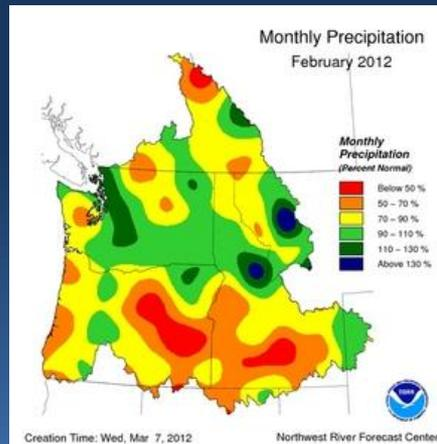 Monthly Precipitation
February 2012
Monthly
Precipitation
(Percent Normal)
Below 50 %
50 – 70 %
70 – 90 %
90 – 110 %
110 – 130 %
Above 130 %
Creation Time: Wed, Mar 7, 2012
Northwest River Forecast Center